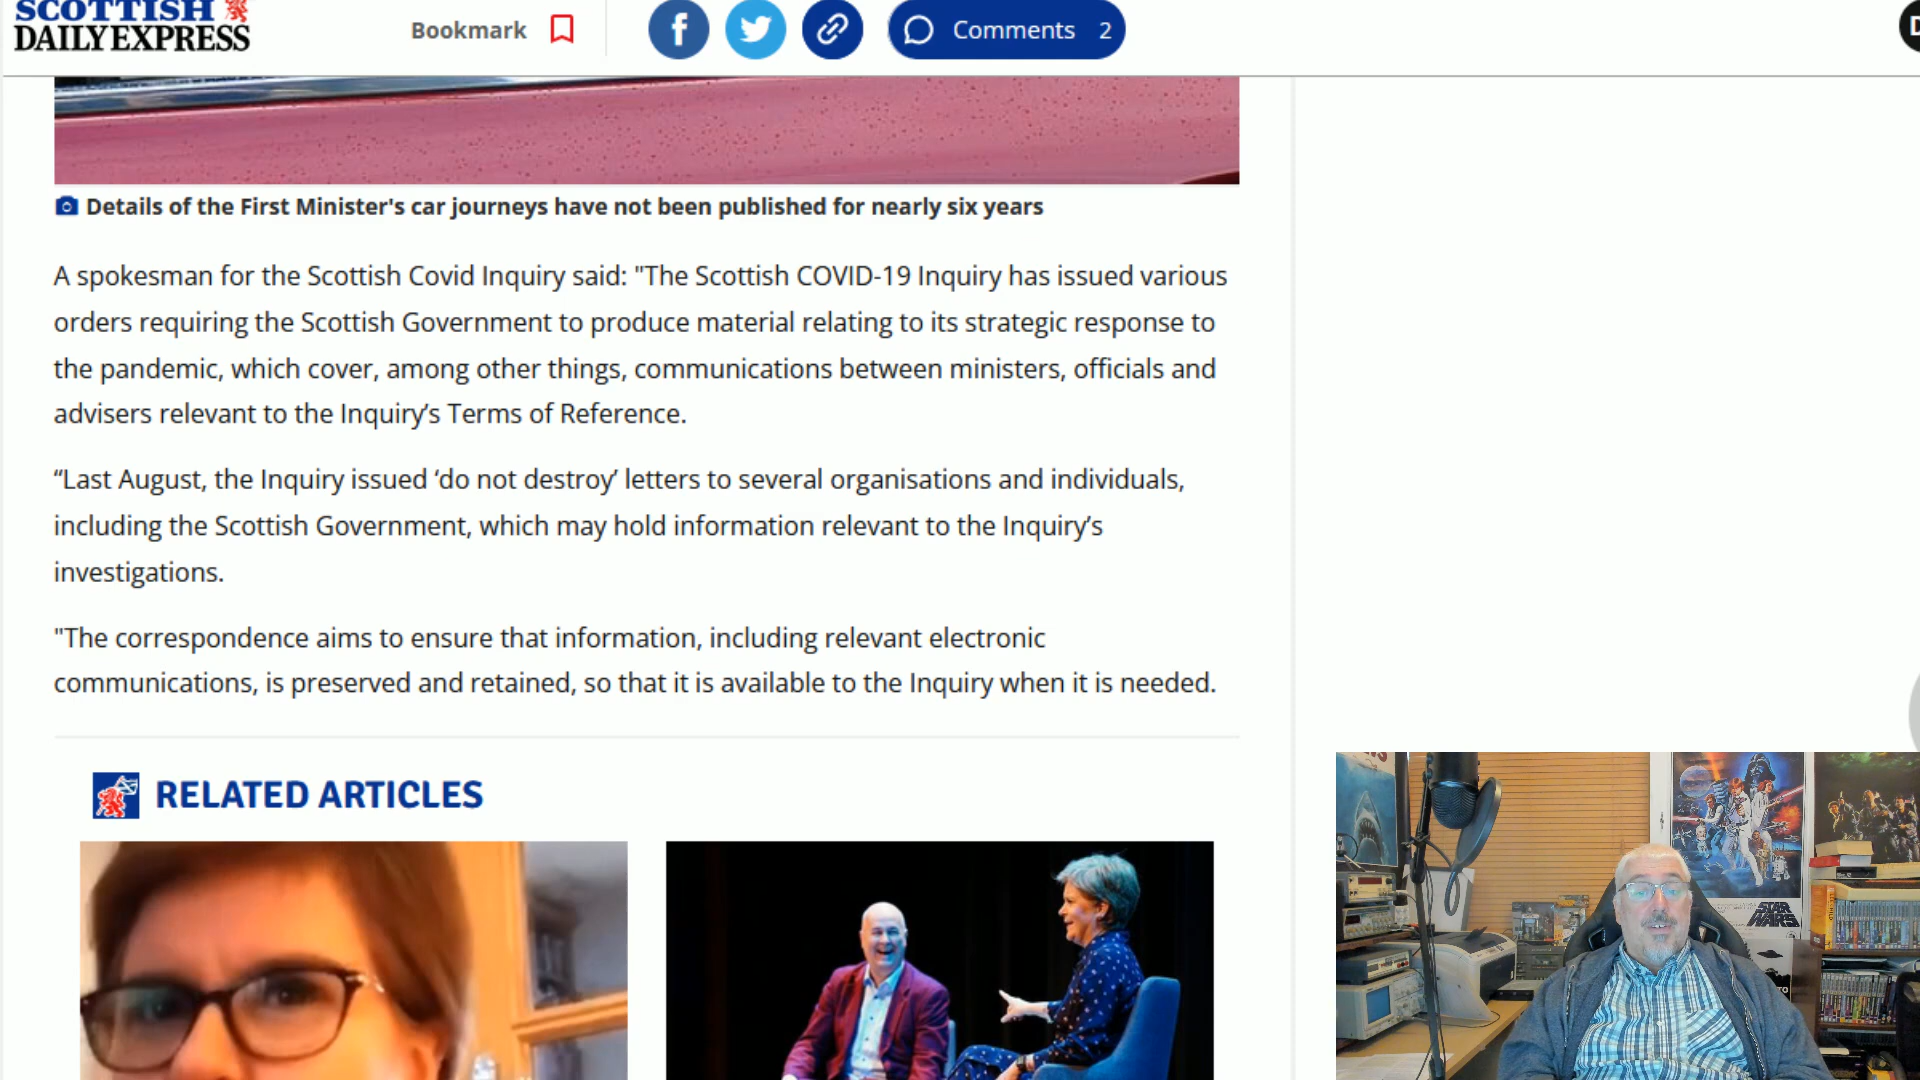 SCOTTISH
DAILY EXPRESS
Bookmark
Comments 2
Details of the First Minister's car journeys have not been published for nearly six years
A spokesman for the Scottish Covid Inquiry said: "The Scottish COVID-19 Inquiry has issued various
orders requiring the Scottish Government to produce material relating to its strategic response to
the pandemic, which cover, among other things, communications between ministers, officials and
advisers relevant to the Inquiry’s Terms of Reference.
“Last August, the Inquiry issued ‘do not destroy’ letters to several organisations and individuals,
including the Scottish Government, which may hold information relevant to the Inquiry’s
investigations.
"The correspondence aims to ensure that information, including relevant electronic
communications, is preserved and retained, so that it is available to the Inquiry when it is needed.
RELATED ARTICLES
STAR
WARS